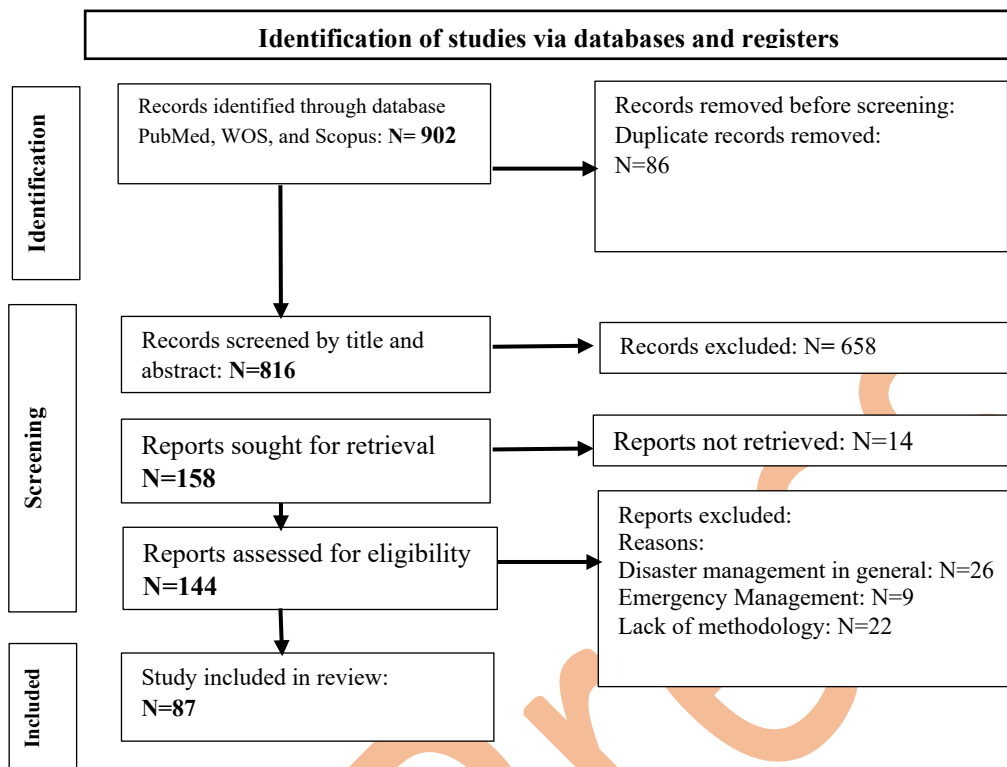 Identification of studies via databases and registers
Identification
Records identified through database
PubMed, WOS, and Scopus: N= 902
Records removed before screening:
Duplicate records removed:
N=86
Screening
Records screened by title and
abstract: N=816
Records excluded: N= 658
Reports sought for retrieval
N=158
Reports not retrieved: N=14
Reports assessed for eligibility
N=144
Reports excluded:
Reasons:
Disaster management in general: N=26
Emergency Management: N=9
Lack of methodology: N=22
Included
Study included in review:
N=87